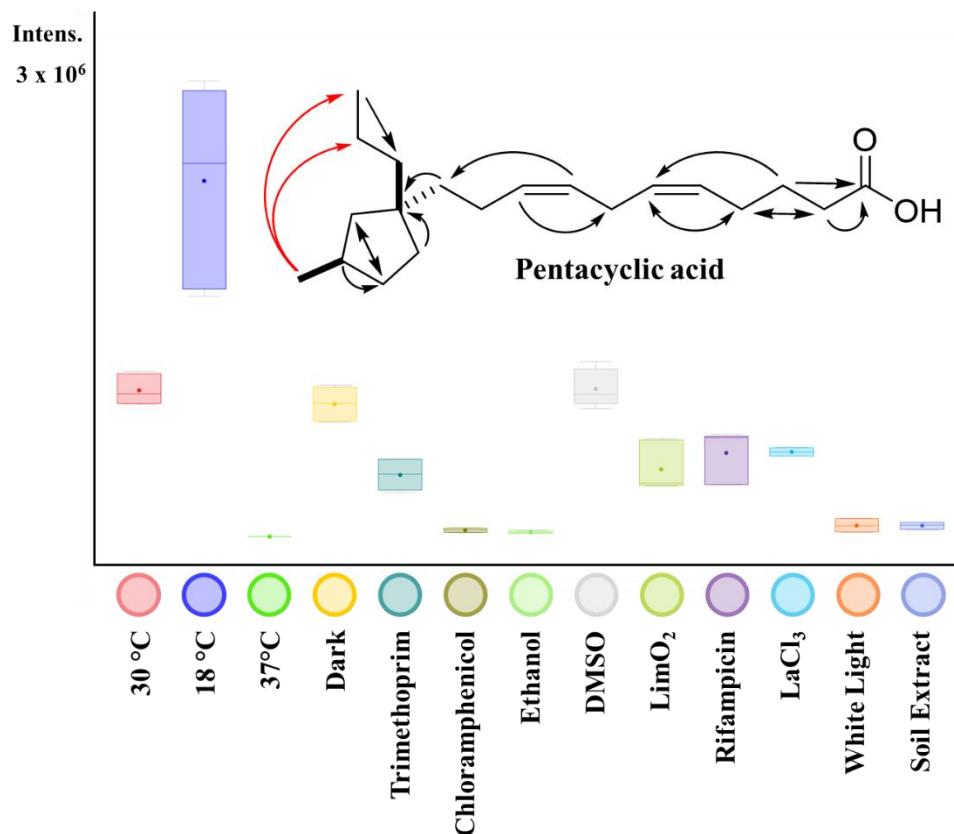 Intens.
3 x 10⁶
O
OH
Pentacyclic acid
30 °C
18 °C
37°C
Dark
Trimethoprim
Chloramphenicol
Ethanol
DMSO
LimO₂
Rifampicin
LaCl₃
White Light
Soil Extract